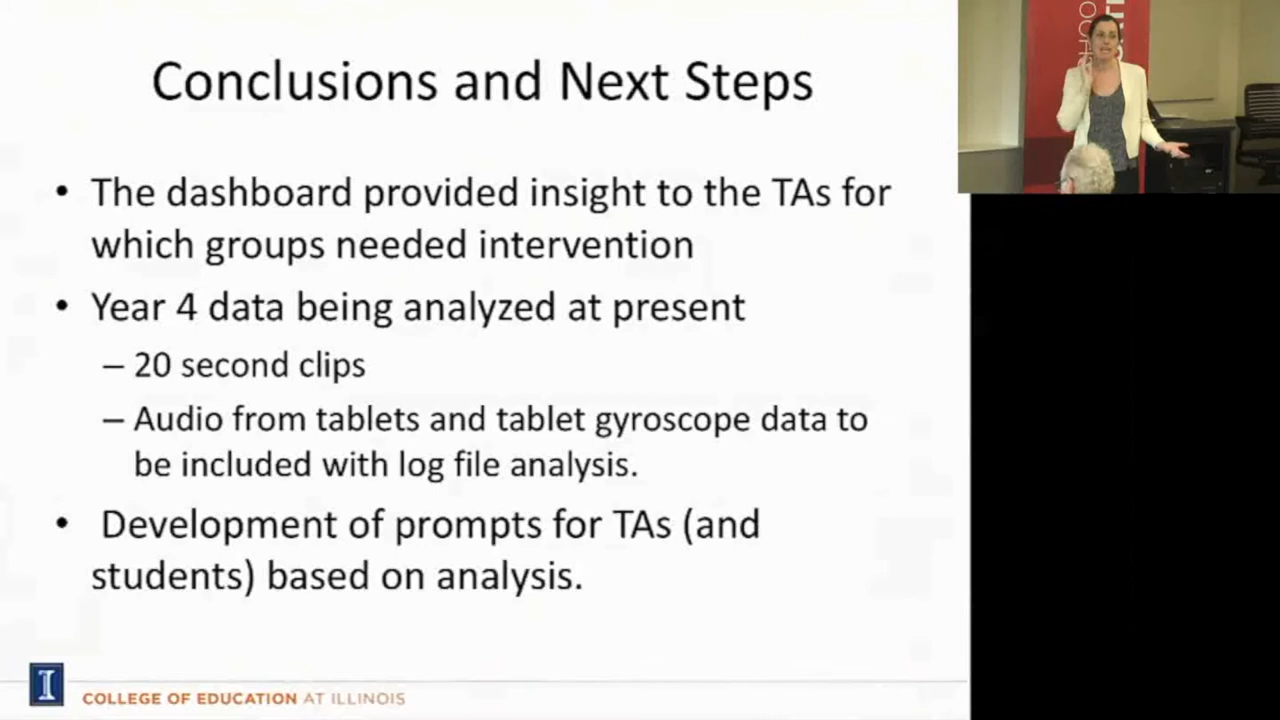 Conclusions and Next Steps
• The dashboard provided insight to the TAs for
which groups needed intervention
• Year 4 data being analyzed at present
– 20 second clips
– Audio from tablets and tablet gyroscope data to
be included with log file analysis.
• Development of prompts for TAs (and
students) based on analysis.
I
COLLEGE OF EDUCATION AT ILLINOIS